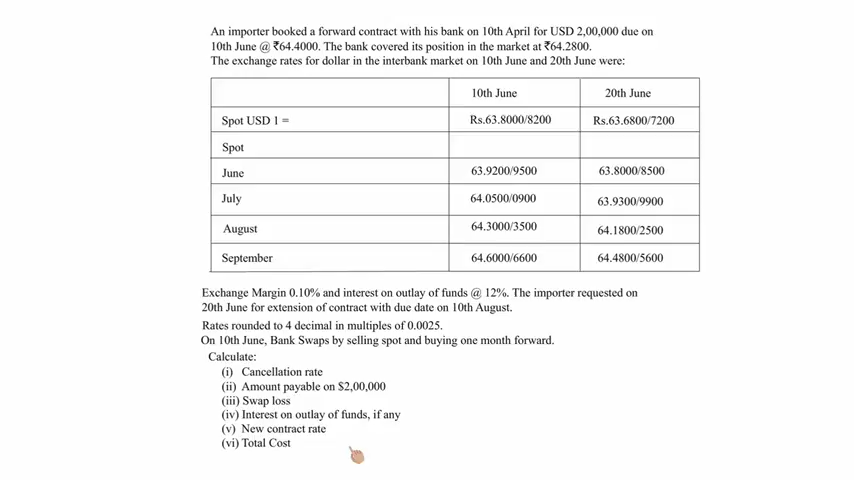 An importer booked a forward contract with his bank on 10th April for USD 2,00,000 due on
10th June @ ₹64.4000. The bank covered its position in the market at ₹64.2800.
The exchange rates for dollar in the interbank market on 10th June and 20th June were:
10th June 20th June
Spot USD 1 = Rs.63.8000/8200 Rs.63.6800/7200
Spot
June 63.9200/9500 63.8000/8500
July 64.0500/0900 63.9300/9900
August 64.3000/3500 64.1800/2500
September 64.6000/6600 64.4800/5600
Exchange Margin 0.10% and interest on outlay of funds @ 12%. The importer requested on
20th June for extension of contract with due date on 10th August.
Rates rounded to 4 decimal in multiples of 0.0025.
On 10th June, Bank Swaps by selling spot and buying one month forward.
Calculate:
(i) Cancellation rate
(ii) Amount payable on $2,00,000
(iii) Swap loss
(iv) Interest on outlay of funds, if any
(v) New contract rate
(vi) Total Cost